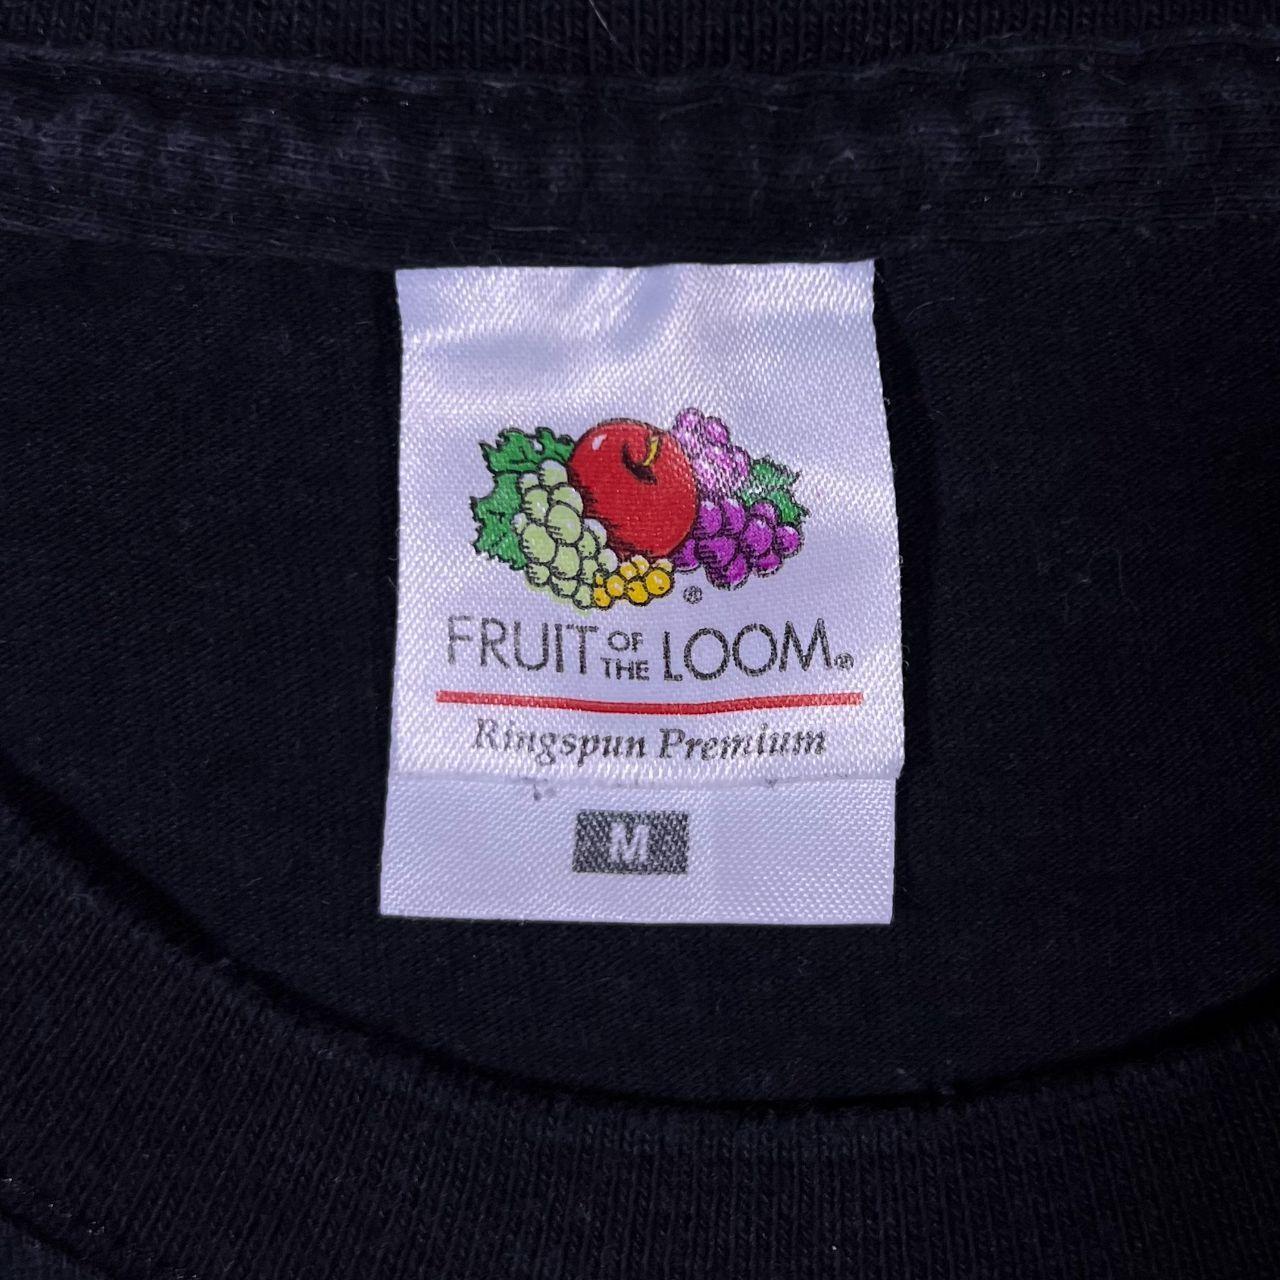 ®
FRUIT OF THE LOOM®
Ringspun Premium
M